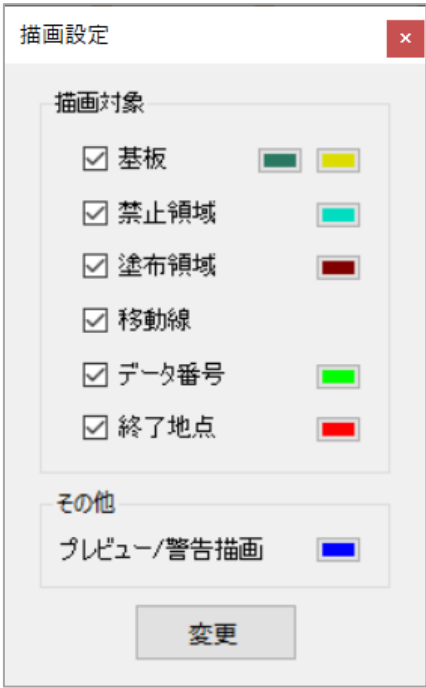 描画設定
描画対象
基板
禁止領域
塗布領域
移動線
データ番号
終了地点
その他
プレビュー/警告描画
変更